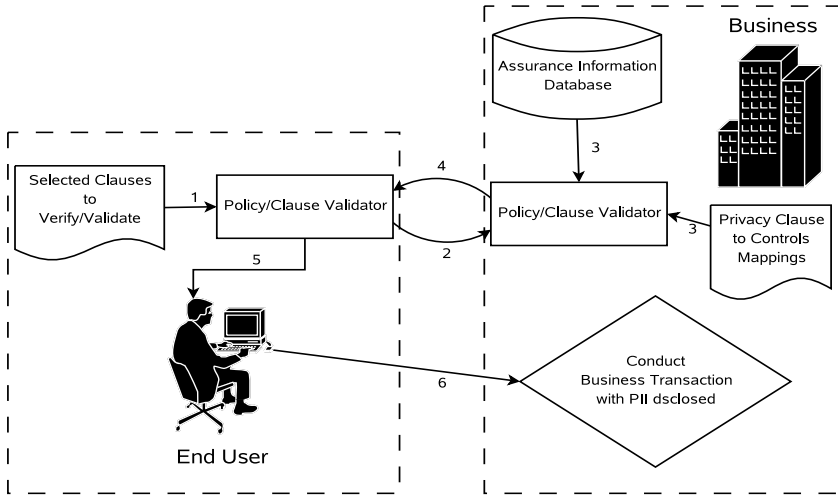 Business
Assurance Information
Database
3
4
Selected Clauses
to
Verify/Validate
1
Policy/Clause Validator
Policy/Clause Validator
3
Privacy Clause
to Controls
Mappings
2
5
Conduct
Business Transaction
with PII dsclosed
6
End User